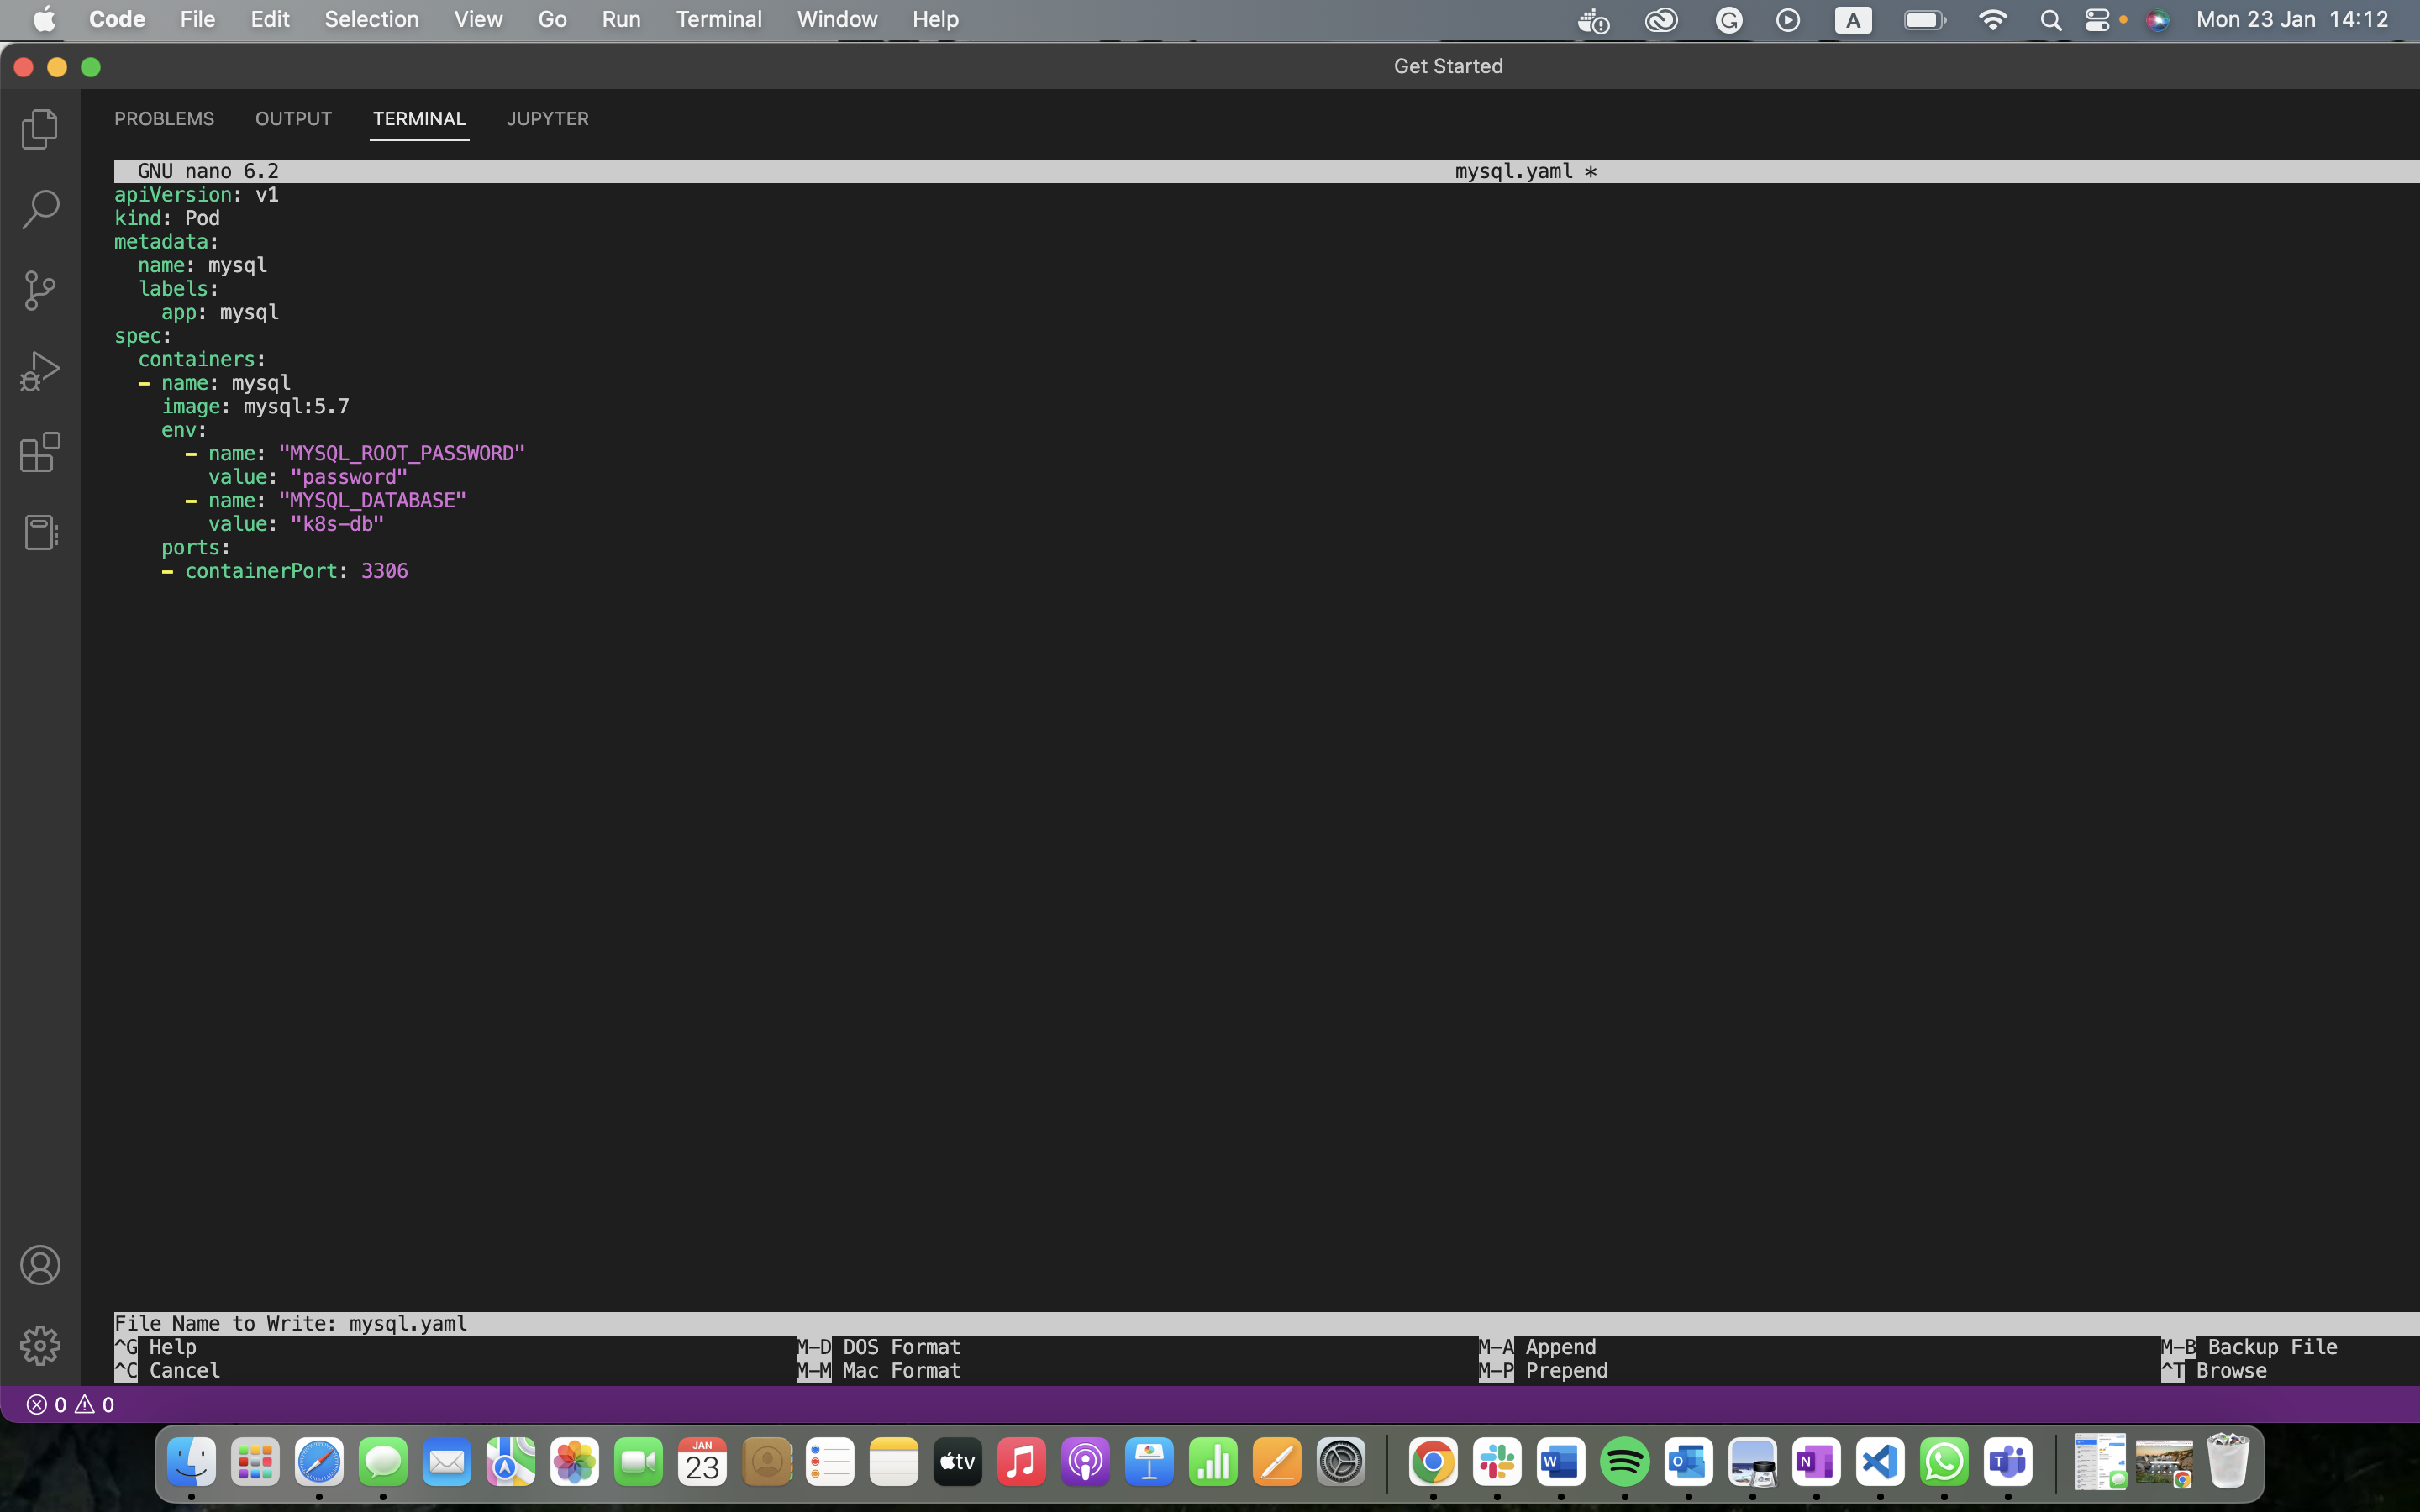 Code File Edit Selection View Go Run Terminal Window Help A Mon 23 Jan 14:12
Get Started
PROBLEMS OUTPUT TERMINAL JUPYTER
GNU nano 6.2 mysql.yaml *
apiVersion: v1
kind: Pod
metadata:
  name: mysql
  labels:
    app: mysql
spec:
  containers:
  - name: mysql
    image: mysql:5.7
    env:
      - name: "MYSQL_ROOT_PASSWORD"
        value: "password"
      - name: "MYSQL_DATABASE"
        value: "k8s-db"
    ports:
    - containerPort: 3306
File Name to Write: mysql.yaml
^G Help M-D DOS Format M-A Append M-B Backup File
^C Cancel M-M Mac Format M-P Prepend ^T Browse
0 0
JAN
23
tv
W
O
N
T